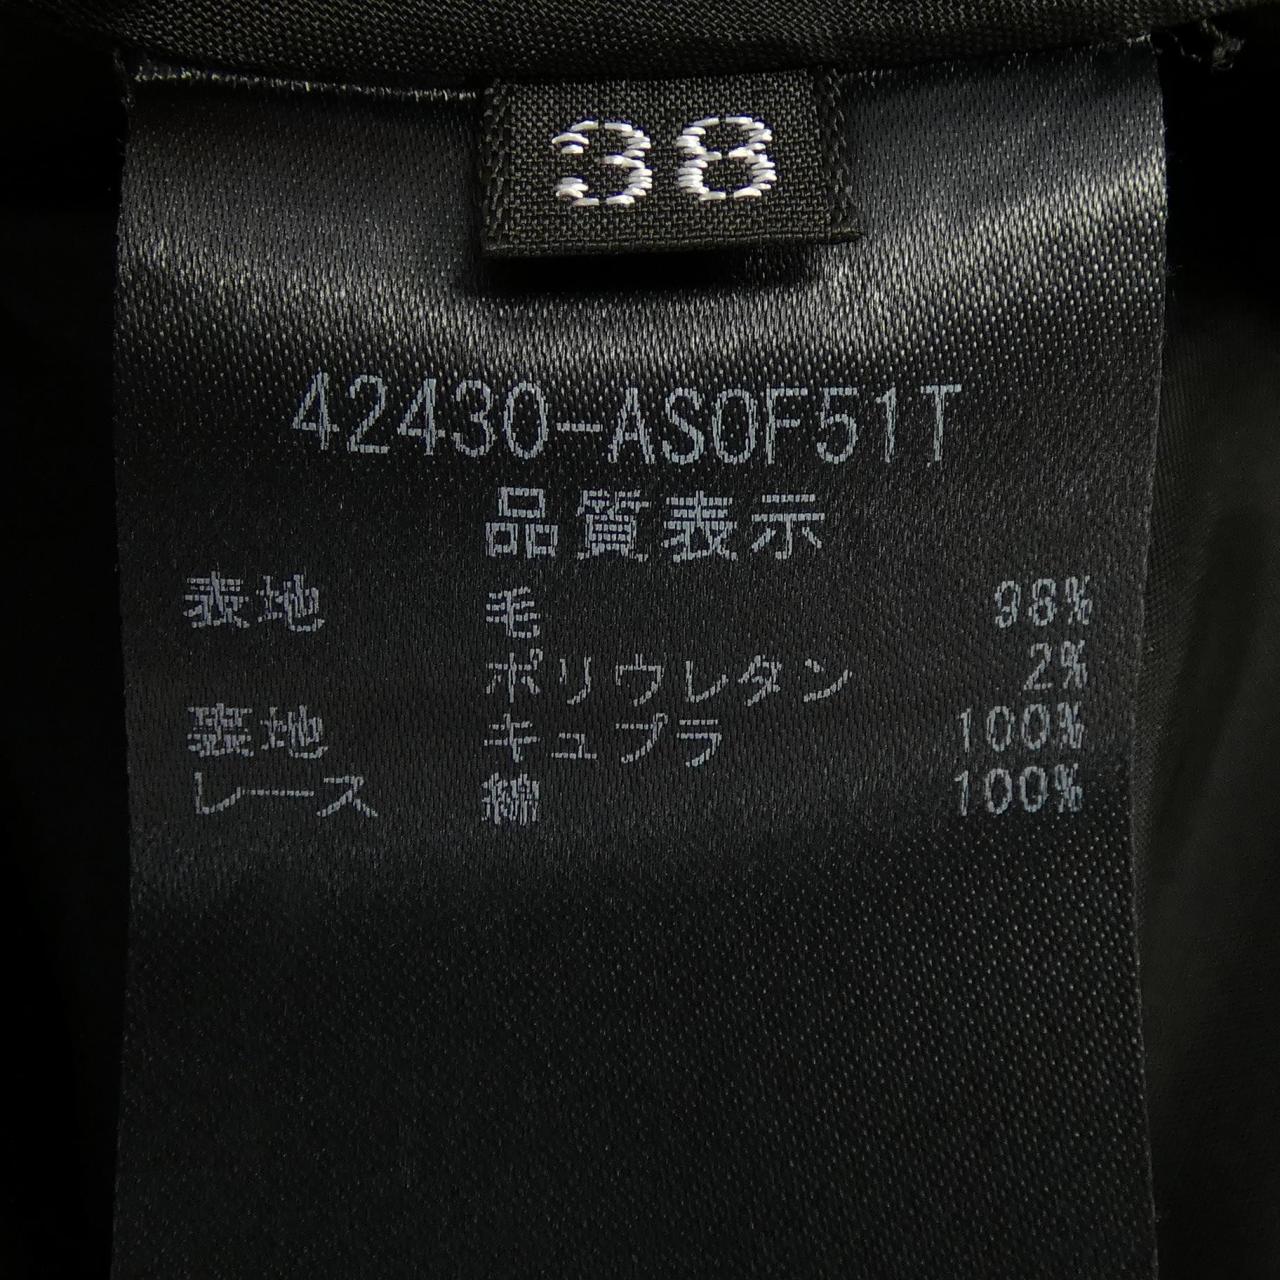 38
42430-ASOF51T
品質表示
表地 毛 98%
ポリウレタン 2%
裏地 キュプラ 100%
レース 綿 100%